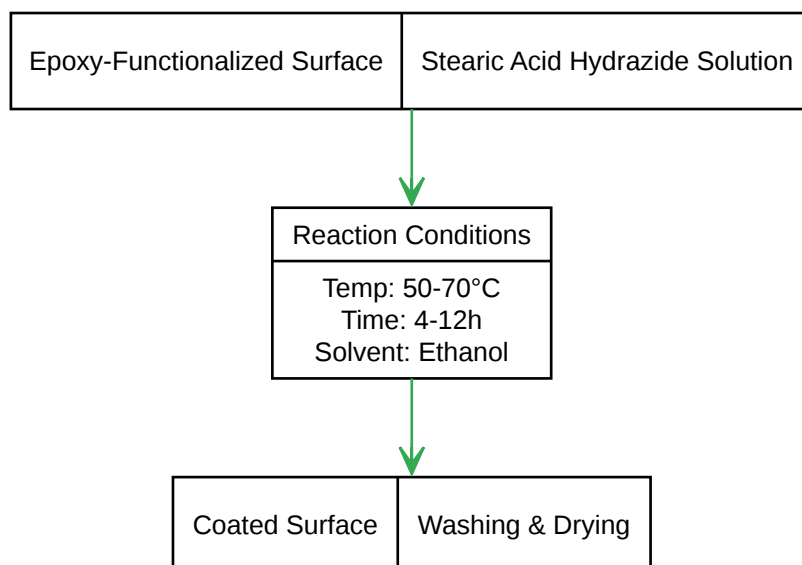 Epoxy-Functionalized Surface
Stearic Acid Hydrazide Solution
Reaction Conditions
Temp: 50-70°C
Time: 4-12h
Solvent: Ethanol
Coated Surface
Washing & Drying